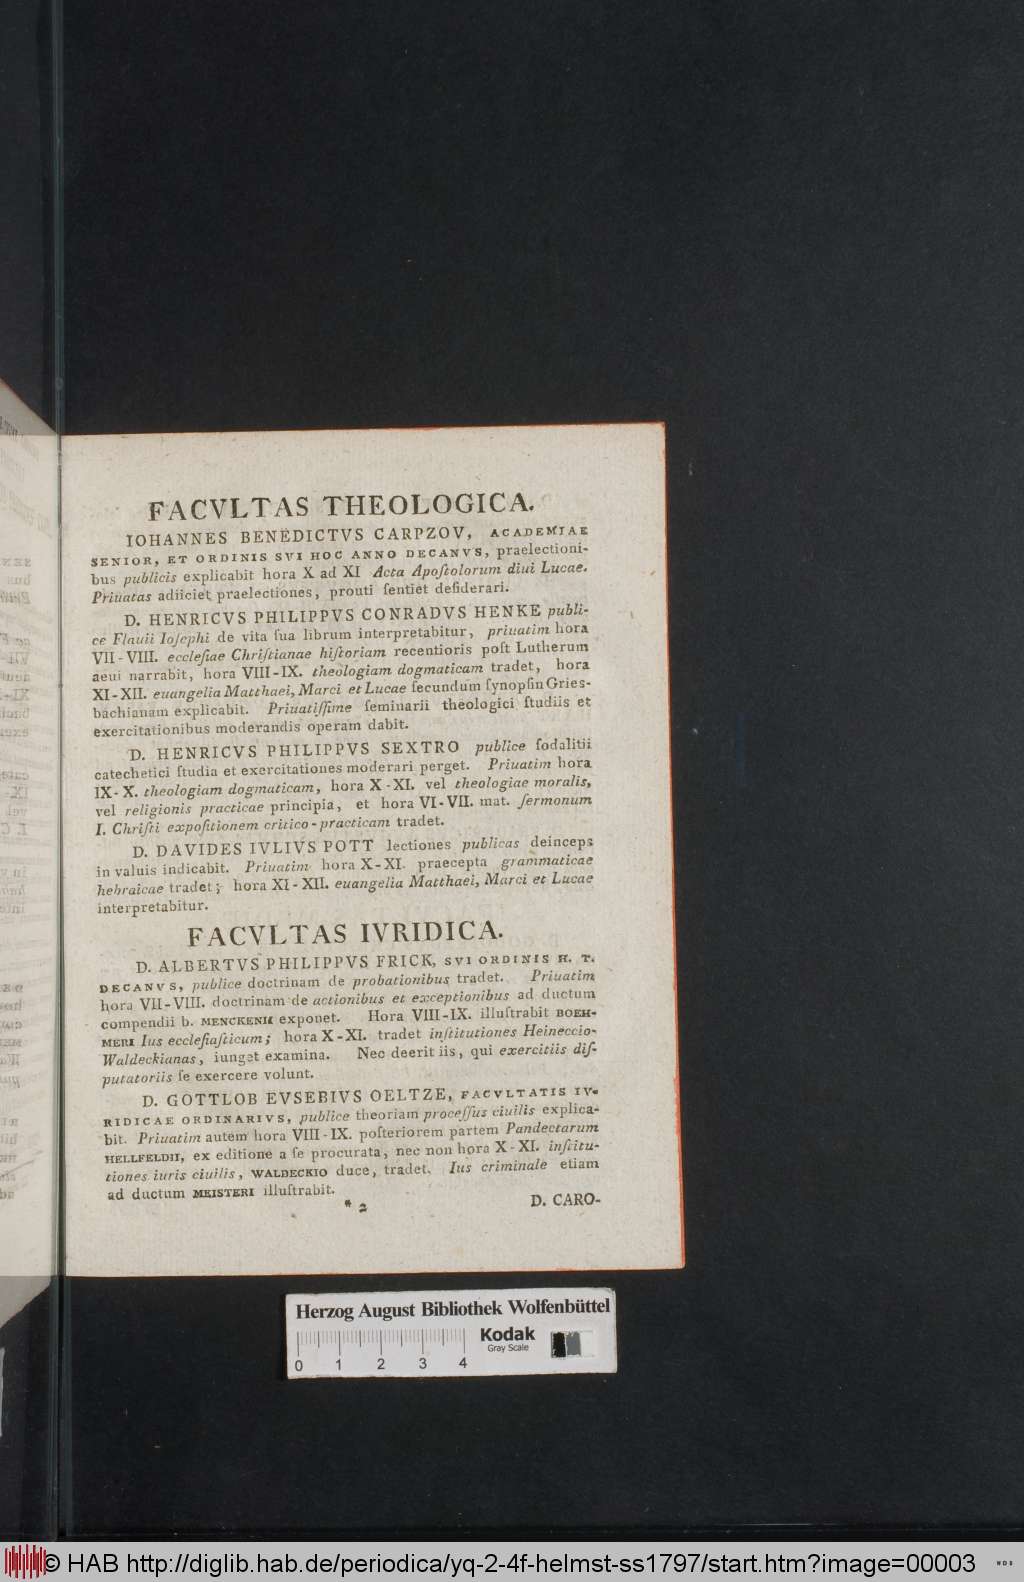 FACVLTAS THEOLOGICA.
IOHANNES BENEDICTVS CARPZOV, ACADEMIAE
SENIOR, ET ORDINIS SVI HOC ANNO DECANVS, praelectioni-
bus publicis explicabit hora X ad XI Acta Apoſtolorum diui Lucae.
Priuatas adiiciet praelectiones, prouti ſentiet deſiderari.
D. HENRICVS PHILIPPVS CONRADVS HENKE publi-
ce Flauii Ioſephi de vita ſua librum interpretabitur, priuatim hora
VII-VIII. eccleſiae Chriſtianae hiſtoriam recentioris poſt Lutherum
aeui narrabit, hora VIII-IX. theologiam dogmaticam tradet, hora
XI-XII. euangelia Matthaei, Marci et Lucae ſecundum ſynopſin Gries-
bachianam explicabit. Priuatiſſime ſeminarii theologici ſtudiis et
exercitationibus moderandis operam dabit.
D. HENRICVS PHILIPPVS SEXTRO publice ſodalitii
catechetici ſtudia et exercitationes moderari perget. Priuatim hora
IX-X. theologiam dogmaticam, hora X-XI. vel theologiae moralis,
vel religionis practicae principia, et hora VI-VII. mat. ſermonum
I. Chriſti expoſitionem critico-practicam tradet.
D. DAVIDES IVLIVS POTT lectiones publicas deinceps
in valuis indicabit. Priuatim hora X-XI. praecepta grammaticae
hebraicae tradet; hora XI-XII. euangelia Matthaei, Marci et Lucae
interpretabitur.
FACVLTAS IVRIDICA.
D. ALBERTVS PHILIPPVS FRICK, SVI ORDINIS H. T.
DECANVS, publice doctrinam de probationibus tradet. Priuatim
hora VII-VIII. doctrinam de actionibus et exceptionibus ad ductum
compendii b. MENCKENII exponet. Hora VIII-IX. illuſtrabit BOEH-
MERI Ius eccleſiaſticum; hora X-XI. tradet inſtitutiones Heineccio-
Waldeckianas, iunget examina. Nec deerit iis, qui exercitiis diſ-
putatoriis ſe exercere volunt.
D. GOTTLOB EVSEBIVS OELTZE, FACVLTATIS IV-
RIDICAE ORDINARIVS, publice theoriam proceſſus ciuilis explica-
bit. Priuatim autem hora VIII-IX. poſteriorem partem Pandectarum
HELLFELDII, ex editione a ſe procurata, nec non hora X-XI. inſtitu-
tiones iuris ciuilis, WALDECKIO duce, tradet. Ius criminale etiam
ad ductum MEISTERI illuſtrabit.
* 2 D. CARO-
Herzog August Bibliothek Wolfenbüttel
Kodak
Gray Scale
0 1 2 3 4
© HAB http://diglib.hab.de/periodica/yq-2-4f-helmst-ss1797/start.htm?image=00003